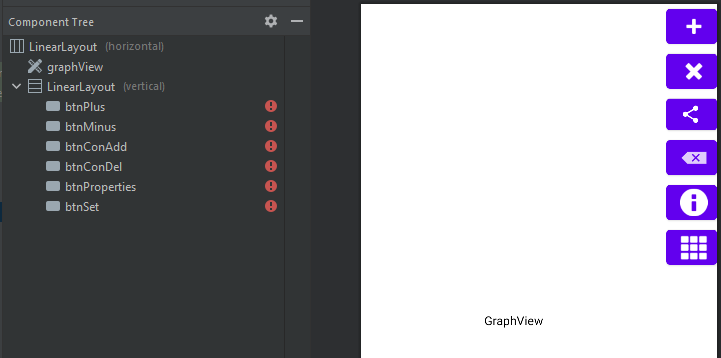 Component Tree
LinearLayout (horizontal)
graphView
LinearLayout (vertical)
btnPlus
btnMinus
btnConAdd
btnConDel
btnProperties
btnSet
GraphView